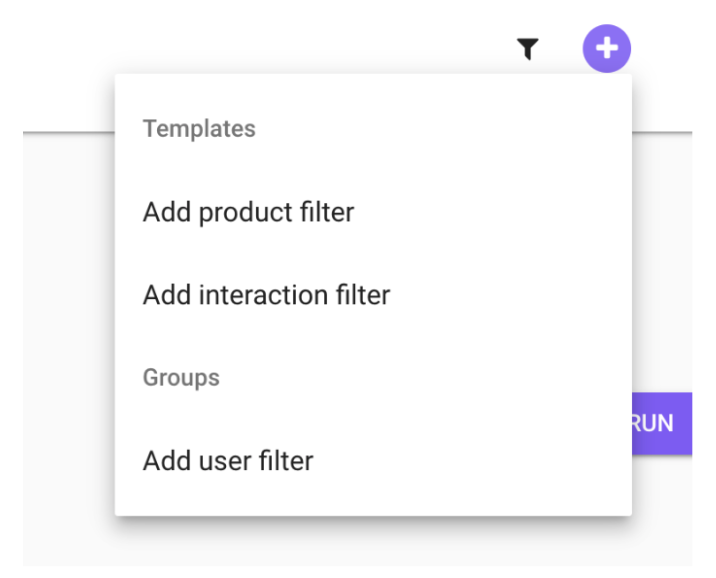 Templates
Add product filter
Add interaction filter
Groups
RUN
Add user filter